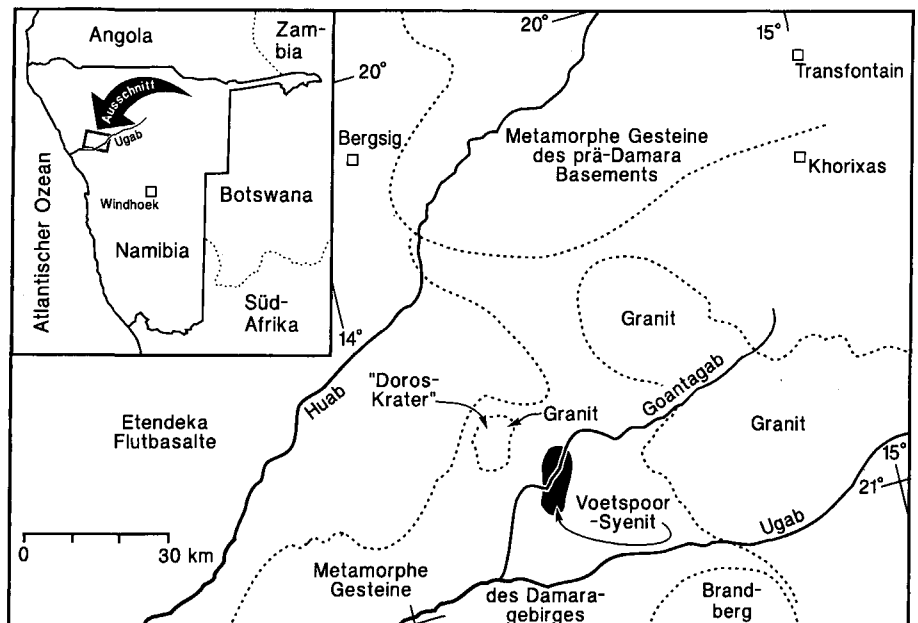 Angola
Zam-
bia
20°
Ausschnitt
Ugab
Atlantischer Ozean
Windhoek
Botswana
Namibia
Süd-
Afrika
20°
15°
Transfontain
Bergsig
Metamorphe Gesteine
des prä-Damara
Basements
Khorixas
14°
Granit
Huab
"Doros-
Krater"
Granit
Goantagab
Etendeka
Flutbasalte
Granit
15°
21°
Voetspoor
-Syenit
Ugab
0
30 km
Metamorphe
Gesteine
des Damara-
gebirges
Brand-
berg